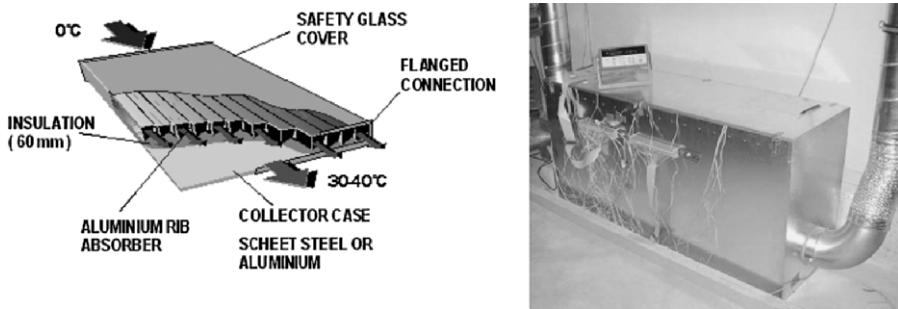 0°C
SAFETY GLASS
COVER
FLANGED
CONNECTION
INSULATION
( 60 mm )
30-40°C
ALUMINIUM RIB
ABSORBER
COLLECTOR CASE
SCHEET STEEL OR
ALUMINIUM